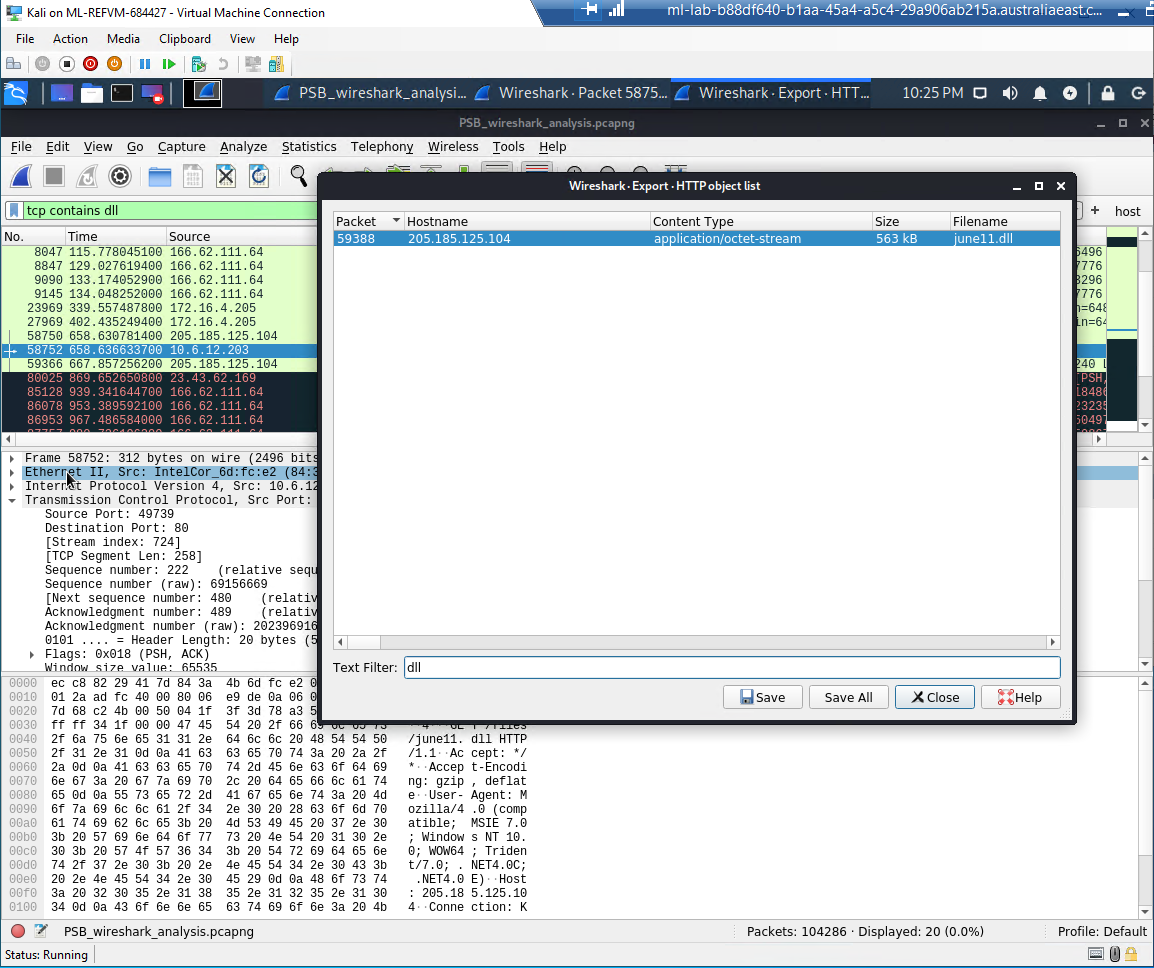 Kali on ML-REFVM-684427 - Virtual Machine Connection
ml-lab-b88df640-b1aa-45a4-a5c4-29a906ab215a.australiaeast.c...
File Action Media Clipboard View Help
PSB_wireshark_analysi...
Wireshark · Packet 5875...
Wireshark · Export · HTT...
10:25 PM
PSB_wireshark_analysis.pcapng
File Edit View Go Capture Analyze Statistics Telephony Wireless Tools Help
Wireshark · Export · HTTP object list
tcp contains dll
+ host
Packet Hostname Content Type Size Filename
59388 205.185.125.104 application/octet-stream 563 kB june11.dll
No. Time Source
8047 115.778045100 166.62.111.64
8847 129.027619400 166.62.111.64
9090 133.174052900 166.62.111.64
9145 134.048252000 166.62.111.64
23969 339.557487800 172.16.4.205
27969 402.435249400 172.16.4.205
58750 658.630781400 205.185.125.104
58752 658.636633700 10.6.12.203
59366 667.857256200 205.185.125.104
80025 869.652650800 23.43.62.169
85128 939.341644700 166.62.111.64
86078 953.389592100 166.62.111.64
86953 967.486584000 166.62.111.64
Frame 58752: 312 bytes on wire (2496 bits
Ethernet II, Src: IntelCor_6d:fc:e2 (84:3
Internet Protocol Version 4, Src: 10.6.12
Transmission Control Protocol, Src Port:
Source Port: 49739
Destination Port: 80
[Stream index: 724]
[TCP Segment Len: 258]
Sequence number: 222 (relative sequ
Sequence number (raw): 69156669
[Next sequence number: 480 (relativ
Acknowledgment number: 489 (relativ
Acknowledgment number (raw): 202396916
0101 .... = Header Length: 20 bytes (5
Flags: 0x018 (PSH, ACK)
Window size value: 65535
Text Filter: dll
Save Save All Close Help
0000 ec c8 82 29 41 7d 84 3a 4b 6d fc e2 0
0010 01 2a ad fc 40 00 80 06 e9 de 0a 06 0
0020 7d 68 c2 4b 00 50 04 1f 3f 3d 78 a3 5
0030 ff ff 34 1f 00 00 47 45 54 20 2f 66 69 6c 65 73 ··4···GE T /files
0040 2f 6a 75 6e 65 31 31 2e 64 6c 6c 20 48 54 54 50 /june11. dll HTTP
0050 2f 31 2e 31 0d 0a 41 63 63 65 70 74 3a 20 2a 2f /1.1··Ac cept: */
0060 2a 0d 0a 41 63 63 65 70 74 2d 45 6e 63 6f 64 69 *··Accep t-Encodi
0070 6e 67 3a 20 67 7a 69 70 2c 20 64 65 66 6c 61 74 ng: gzip , deflat
0080 65 0d 0a 55 73 65 72 2d 41 67 65 6e 74 3a 20 4d e··User- Agent: M
0090 6f 7a 69 6c 6c 61 2f 34 2e 30 20 28 63 6f 6d 70 ozilla/4 .0 (comp
00a0 61 74 69 62 6c 65 3b 20 4d 53 49 45 20 37 2e 30 atible; MSIE 7.0
00b0 3b 20 57 69 6e 64 6f 77 73 20 4e 54 20 31 30 2e ; Window s NT 10.
00c0 30 3b 20 57 4f 57 36 34 3b 20 54 72 69 64 65 6e 0; WOW64 ; Triden
00d0 74 2f 37 2e 30 3b 20 2e 4e 45 54 34 2e 30 43 3b t/7.0; . NET4.0C;
00e0 20 2e 4e 45 54 34 2e 30 45 29 0d 0a 48 6f 73 74 .NET4.0 E)··Host
00f0 3a 20 32 30 35 2e 31 38 35 2e 31 32 35 2e 31 30 : 205.18 5.125.10
0100 34 0d 0a 43 6f 6e 6e 65 63 74 69 6f 6e 3a 20 4b 4··Conne ction: K
PSB_wireshark_analysis.pcapng
Packets: 104286 · Displayed: 20 (0.0%)
Profile: Default
Status: Running